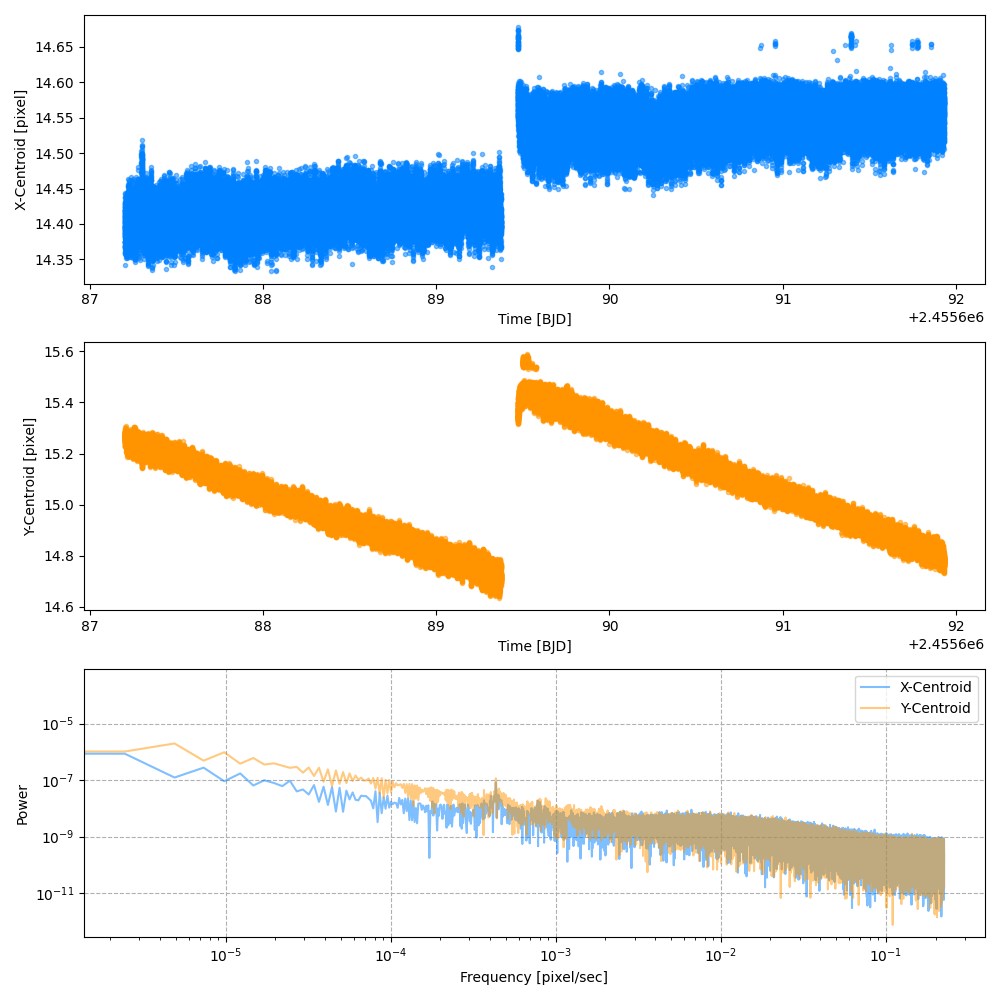 14.65
14.60
14.55
14.50
14.45
14.40
14.35
X-Centroid [pixel]
87 88 89 90 91 92
Time [BJD]
+2.4556e6
15.6
15.4
15.2
15.0
14.8
14.6
Y-Centroid [pixel]
87 88 89 90 91 92
Time [BJD]
+2.4556e6
X-Centroid
Y-Centroid
10⁻⁵
10⁻⁷
10⁻⁹
10⁻¹¹
Power
10⁻⁵ 10⁻⁴ 10⁻³ 10⁻² 10⁻¹
Frequency [pixel/sec]